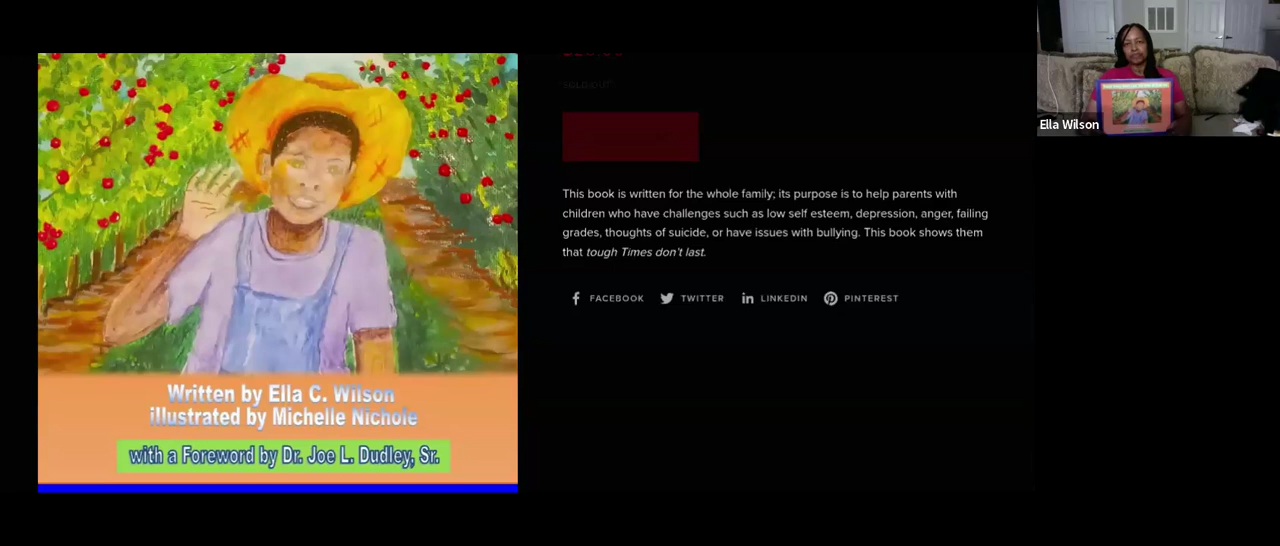 Written by Ella C. Wilson
illustrated by Michelle Nichole
with a Foreword by Dr. Joe L. Dudley, Sr.
This book is written for the whole family; its purpose is to help parents with
children who have challenges such as low self esteem, depression, anger, failing
grades, thoughts of suicide, or have issues with bullying. This book shows them
that tough Times don't last.
FACEBOOK TWITTER LINKEDIN PINTEREST
Ella Wilson